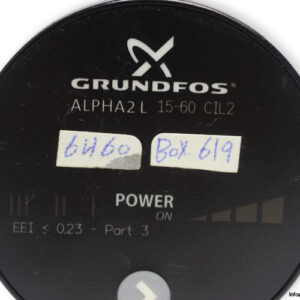 GRUNDFOS
ALPHA2 L 15-60 CIL2
6460 BOX 619
POWER
ON
EEI ≤ 0,23 - Part 3